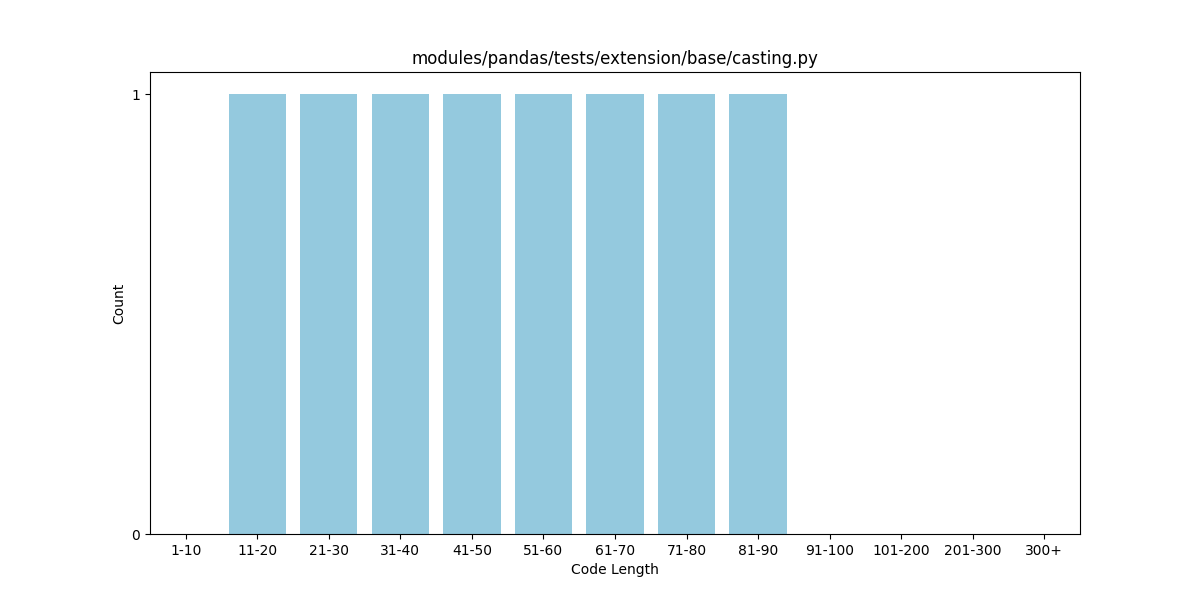 modules/pandas/tests/extension/base/casting.py
1
Count
0
1-10 11-20 21-30 31-40 41-50 51-60 61-70 71-80 81-90 91-100 101-200 201-300 300+
Code Length